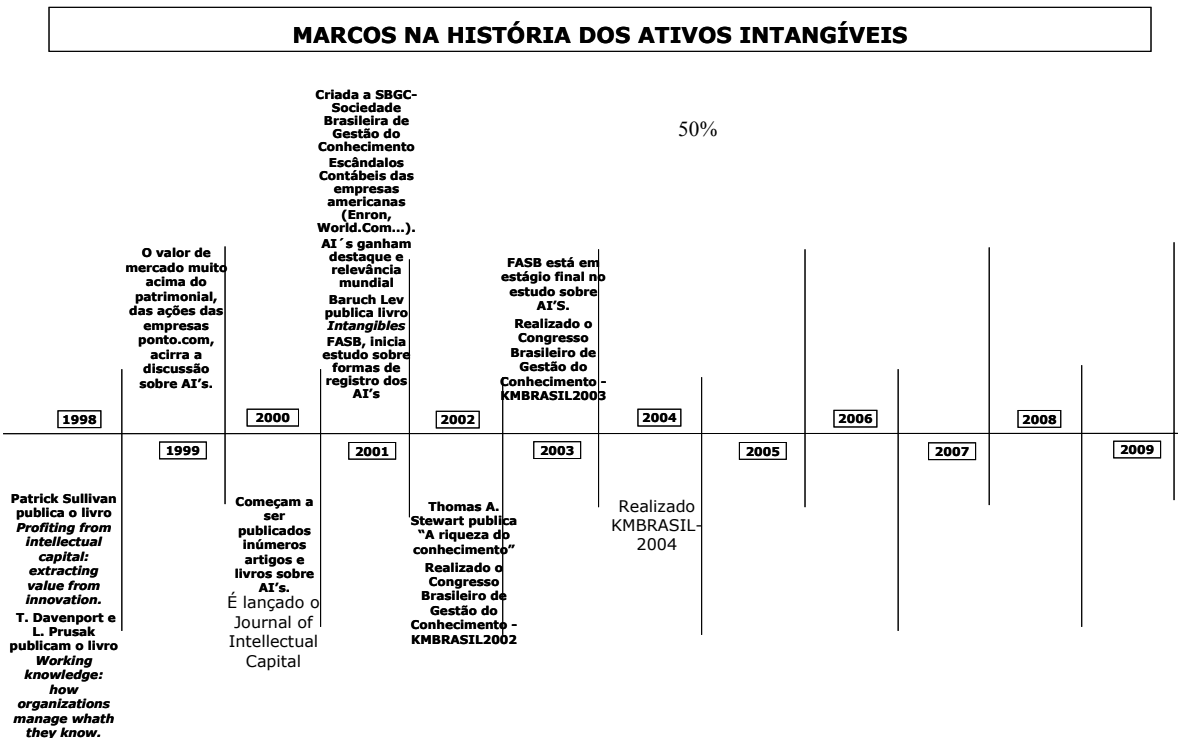 MARCOS NA HISTÓRIA DOS ATIVOS INTANGÍVEIS
50%
Criada a SBGC-
Sociedade
Brasileira de
Gestão do
Conhecimento
Escândalos
Contábeis das
empresas
americanas
(Enron,
World.Com...).
AI´s ganham
destaque e
relevância
mundial
Baruch Lev
publica livro
Intangibles
FASB, inicia
estudo sobre
formas de
registro dos
AI’s
O valor de
mercado muito
acima do
patrimonial,
das ações das
empresas
ponto.com,
acirra a
discussão
sobre AI’s.
FASB está em
estágio final no
estudo sobre
AI’S.
Realizado o
Congresso
Brasileiro de
Gestão do
Conhecimento -
KMBRASIL2003
1998
2000
2002
2004
2006
2008
1999
2001
2003
2005
2007
2009
Patrick Sullivan
publica o livro
Profiting from
intellectual
capital:
extracting
value from
innovation.
T. Davenport e
L. Prusak
publicam o livro
Working
knowledge:
how
organizations
manage whath
they know.
Começam a
ser
publicados
inúmeros
artigos e
livros sobre
AI’s.
É lançado o
Journal of
Intellectual
Capital
Thomas A.
Stewart publica
“A riqueza do
conhecimento”
Realizado o
Congresso
Brasileiro de
Gestão do
Conhecimento -
KMBRASIL2002
Realizado
KMBRASIL-
2004